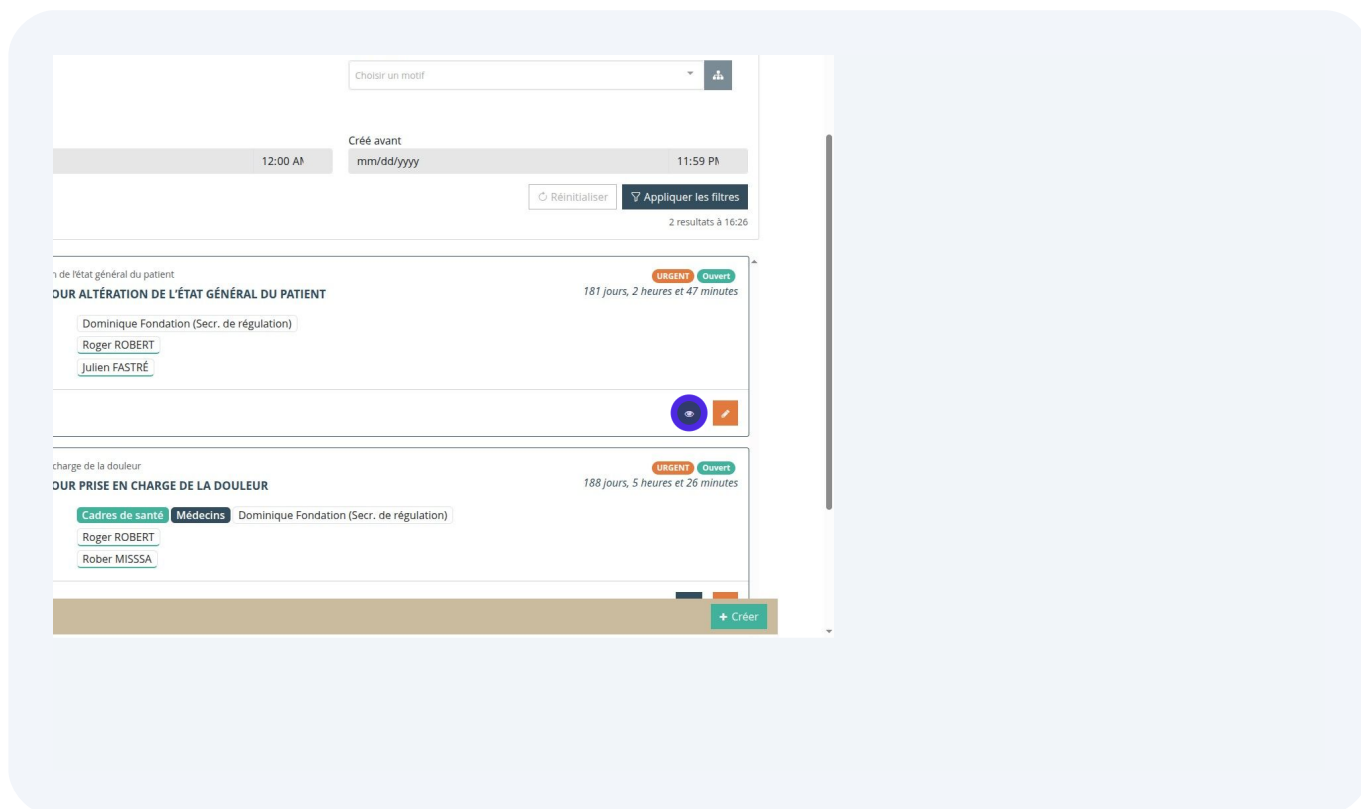 Choisir un motif
Créé avant
12:00 AM
mm/dd/yyyy
11:59 PM
Réinitialiser
Appliquer les filtres
2 resultats à 16:26
de l'état général du patient
URGENT Ouvert
OUR ALTÉRATION DE L'ÉTAT GÉNÉRAL DU PATIENT
181 jours, 2 heures et 47 minutes
Dominique Fondation (Secr. de régulation)
Roger ROBERT
Julien FASTRÉ
charge de la douleur
URGENT Ouvert
OUR PRISE EN CHARGE DE LA DOULEUR
188 jours, 5 heures et 26 minutes
Cadres de santé Médecins Dominique Fondation (Secr. de régulation)
Roger ROBERT
Rober MISSSA
+ Créer